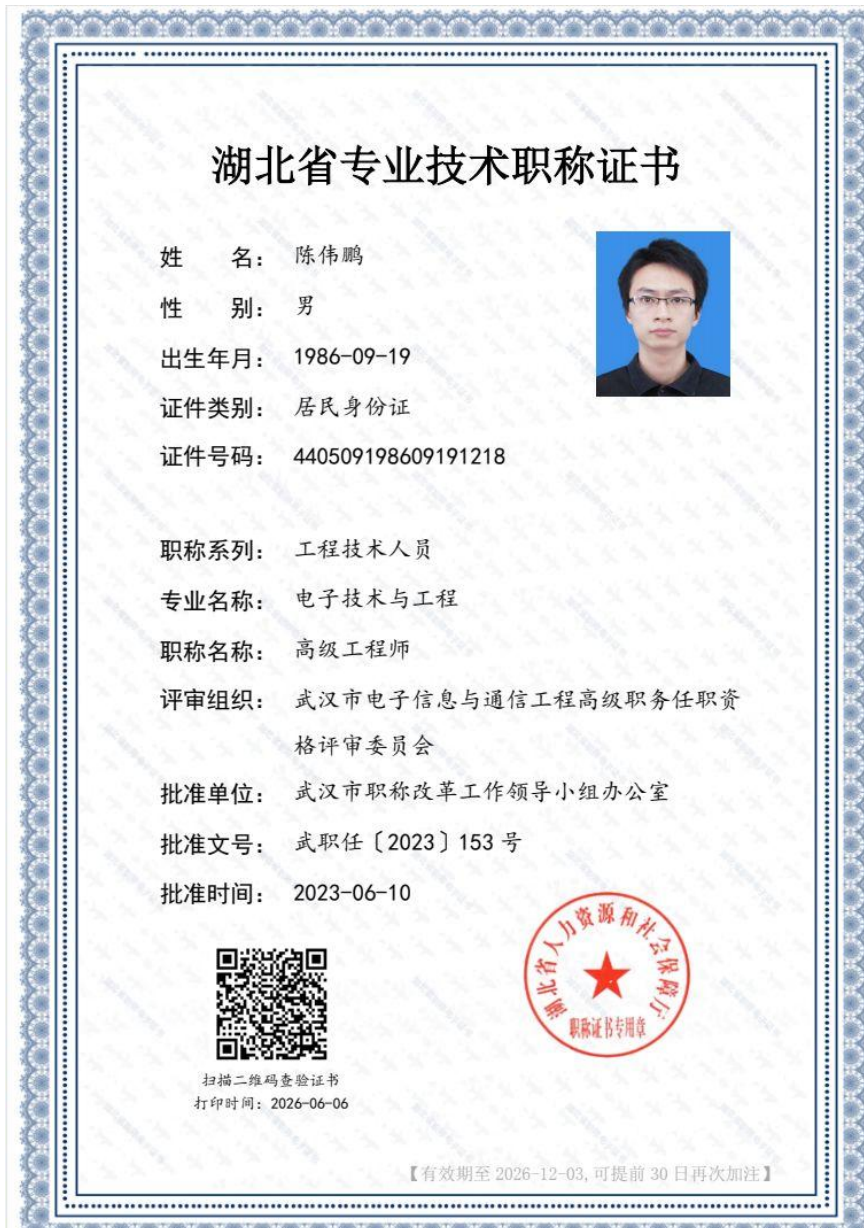 湖北省专业技术职称证书
姓 名： 陈伟鹏
性 别： 男
出生年月： 1986-09-19
证件类别： 居民身份证
证件号码： 440509198609191218
职称系列： 工程技术人员
专业名称： 电子技术与工程
职称名称： 高级工程师
评审组织： 武汉市电子信息与通信工程高级职务任职资
格评审委员会
批准单位： 武汉市职称改革工作领导小组办公室
批准文号： 武职任〔2023〕153 号
批准时间： 2023-06-10
湖北省人力资源和社会保障厅
职称证书专用章
扫描二维码查验证书
打印时间：2026-06-06
【有效期至 2026-12-03,可提前 30 日再次加注】